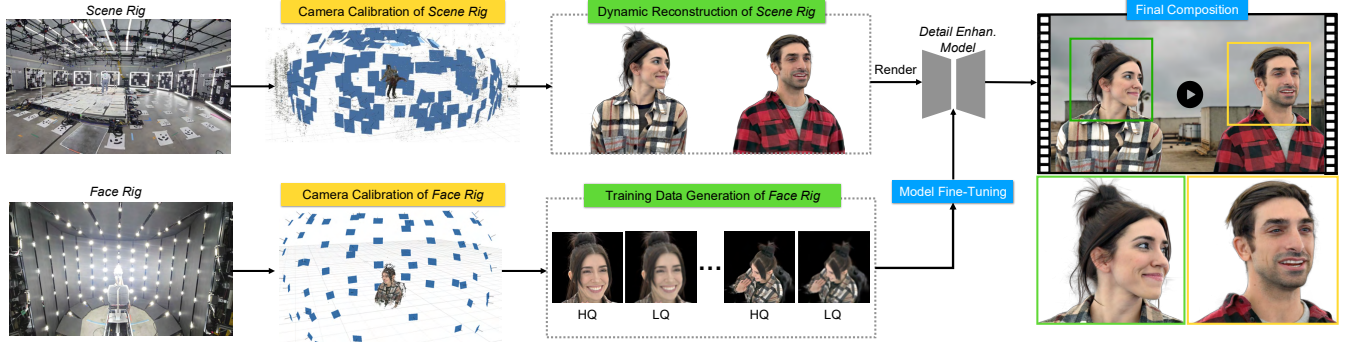 Scene Rig
Camera Calibration of Scene Rig
Dynamic Reconstruction of Scene Rig
Detail Enhan.
Model
Render
Final Composition
Face Rig
Camera Calibration of Face Rig
Training Data Generation of Face Rig
Model Fine-Tuning
...
HQ
LQ
HQ
LQ